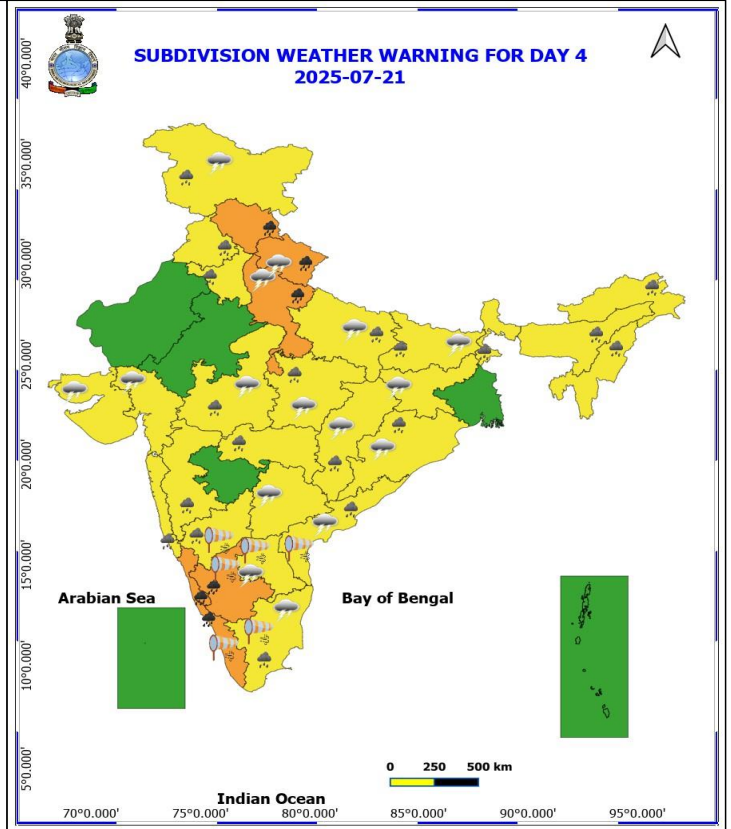 SUBDIVISION WEATHER WARNING FOR DAY 4
2025-07-21
40°0.000'
35°0.000'
30°0.000'
25°0.000'
20°0.000'
15°0.000'
10°0.000'
5°0.000'
Arabian Sea
Bay of Bengal
0 250 500 km
Indian Ocean
70°0.000' 75°0.000' 80°0.000' 85°0.000' 90°0.000' 95°0.000'